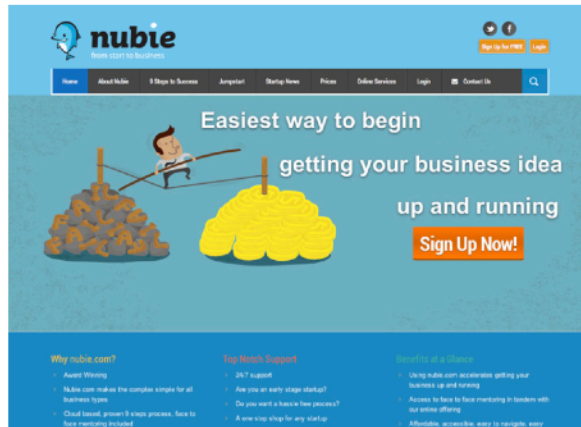 nubie
from start to business
Sign Up for FREE Login
Home About Nubie 9 Steps to Success Jumpstart Startup News Prices Online Services Login Contact Us
Easiest way to begin
getting your business idea
up and running
Sign Up Now!
Why nubie.com?
Award Winning
Nubie.com makes the complex simple for all
business types
Cloud based, proven 9 steps process, face to
face mentoring included
Top Notch Support
24/7 support
Are you an early stage startup?
Do you want a hassle free process?
A one-stop shop for any startup
Benefits at a Glance
Using nubie.com accelerates getting your
business up and running
Access to face to face mentoring in tandem with
our online offering
Affordable, accessible, easy to navigate, easy